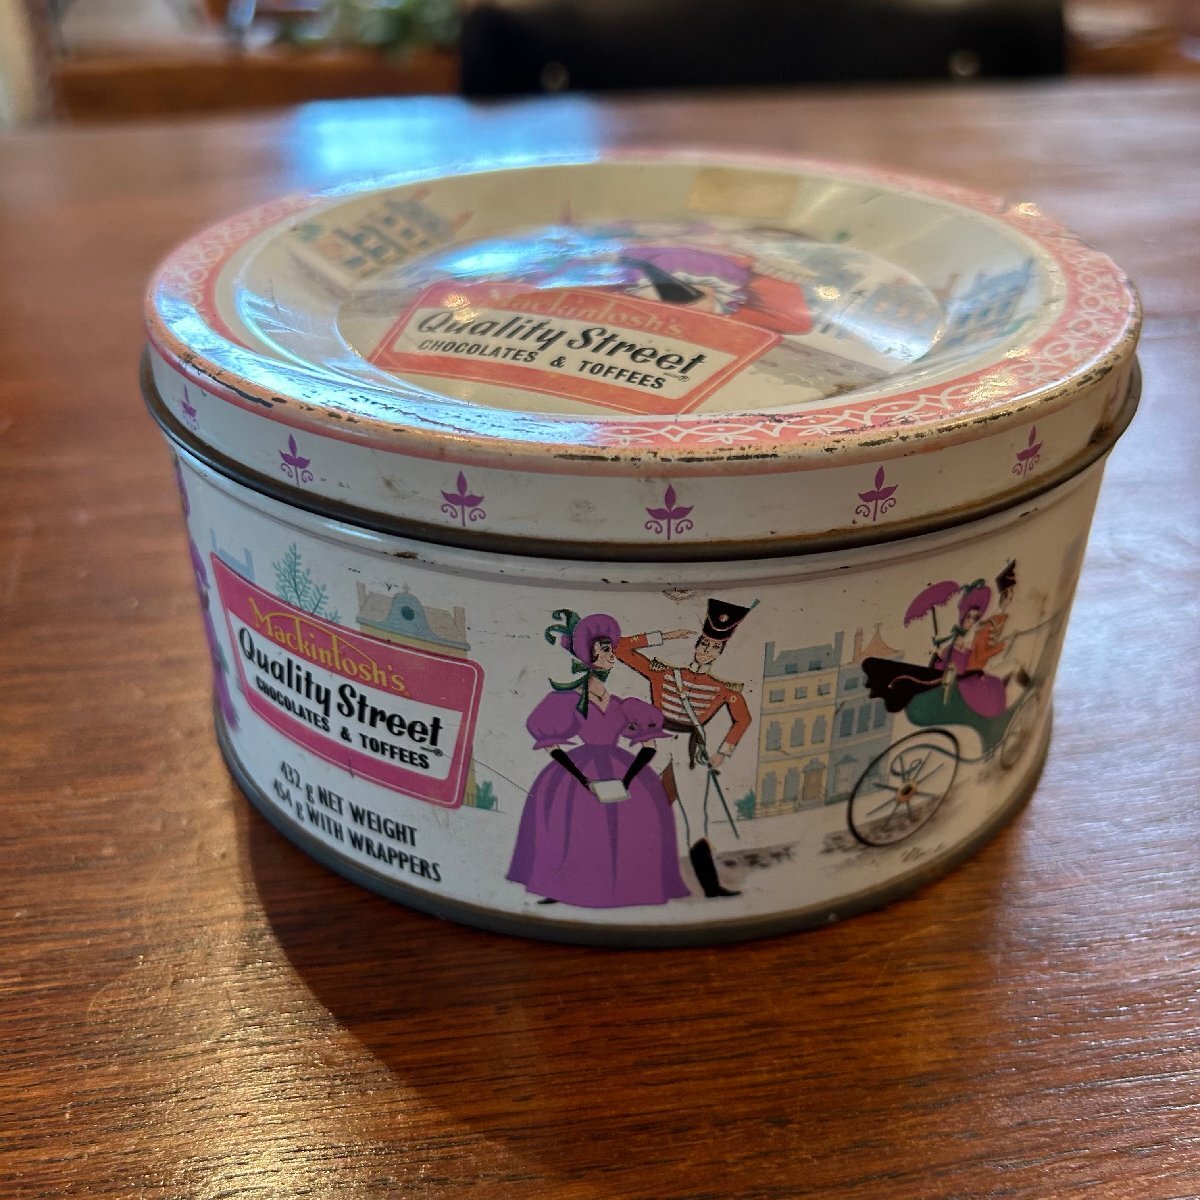 Mackintosh's
Quality Street
CHOCOLATES & TOFFEES
Mackintosh's
Quality Street
CHOCOLATES & TOFFEES
432 g NET WEIGHT
454 g WITH WRAPPERS